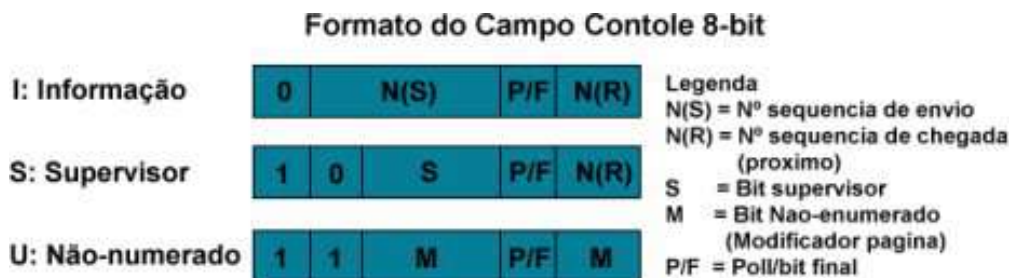 Formato do Campo Contole 8-bit
I: Informação 0 N(S) P/F N(R)
S: Supervisor 1 0 S P/F N(R)
U: Não-numerado 1 1 M P/F M
Legenda
N(S) = Nº sequencia de envio
N(R) = Nº sequencia de chegada
(proximo)
S = Bit supervisor
M = Bit Nao-enumerado
(Modificador pagina)
P/F = Poll/bit final